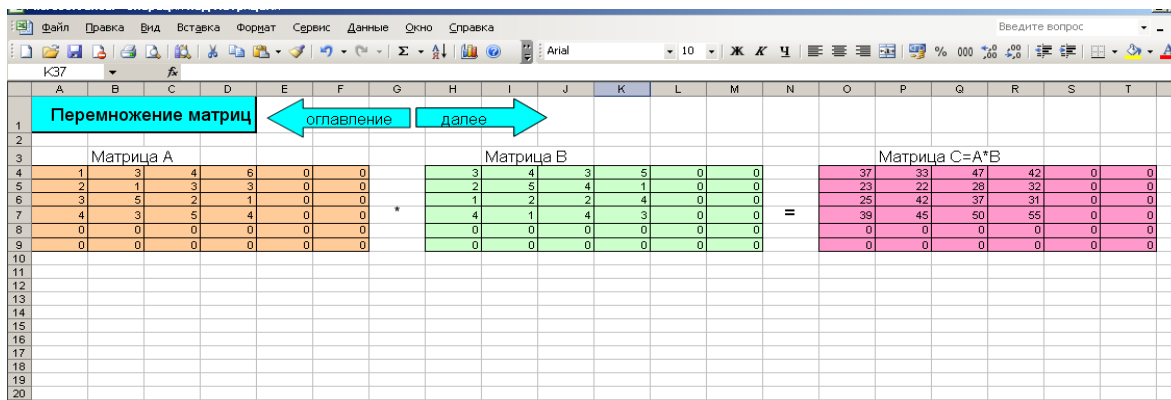 Файл Правка Вид Вставка Формат Сервис Данные Окно Справка Введите вопрос
Arial 10 Ж К Ч % 000
K37 fx
A B C D E F G H I J K L M N O P Q R S T
1 Перемножение матриц оглавление далее
2
3 Матрица А Матрица В Матрица С=А*В
4 1 3 4 6 0 0 3 4 3 5 0 0 37 33 47 42 0 0
5 2 1 3 3 0 0 2 5 4 1 0 0 23 22 28 32 0 0
6 3 5 2 1 0 0 1 2 2 4 0 0 25 42 37 31 0 0
7 4 3 5 4 0 0 * 4 1 4 3 0 0 = 39 45 50 55 0 0
8 0 0 0 0 0 0 0 0 0 0 0 0 0 0 0 0 0 0
9 0 0 0 0 0 0 0 0 0 0 0 0 0 0 0 0 0 0
10
11
12
13
14
15
16
17
18
19
20